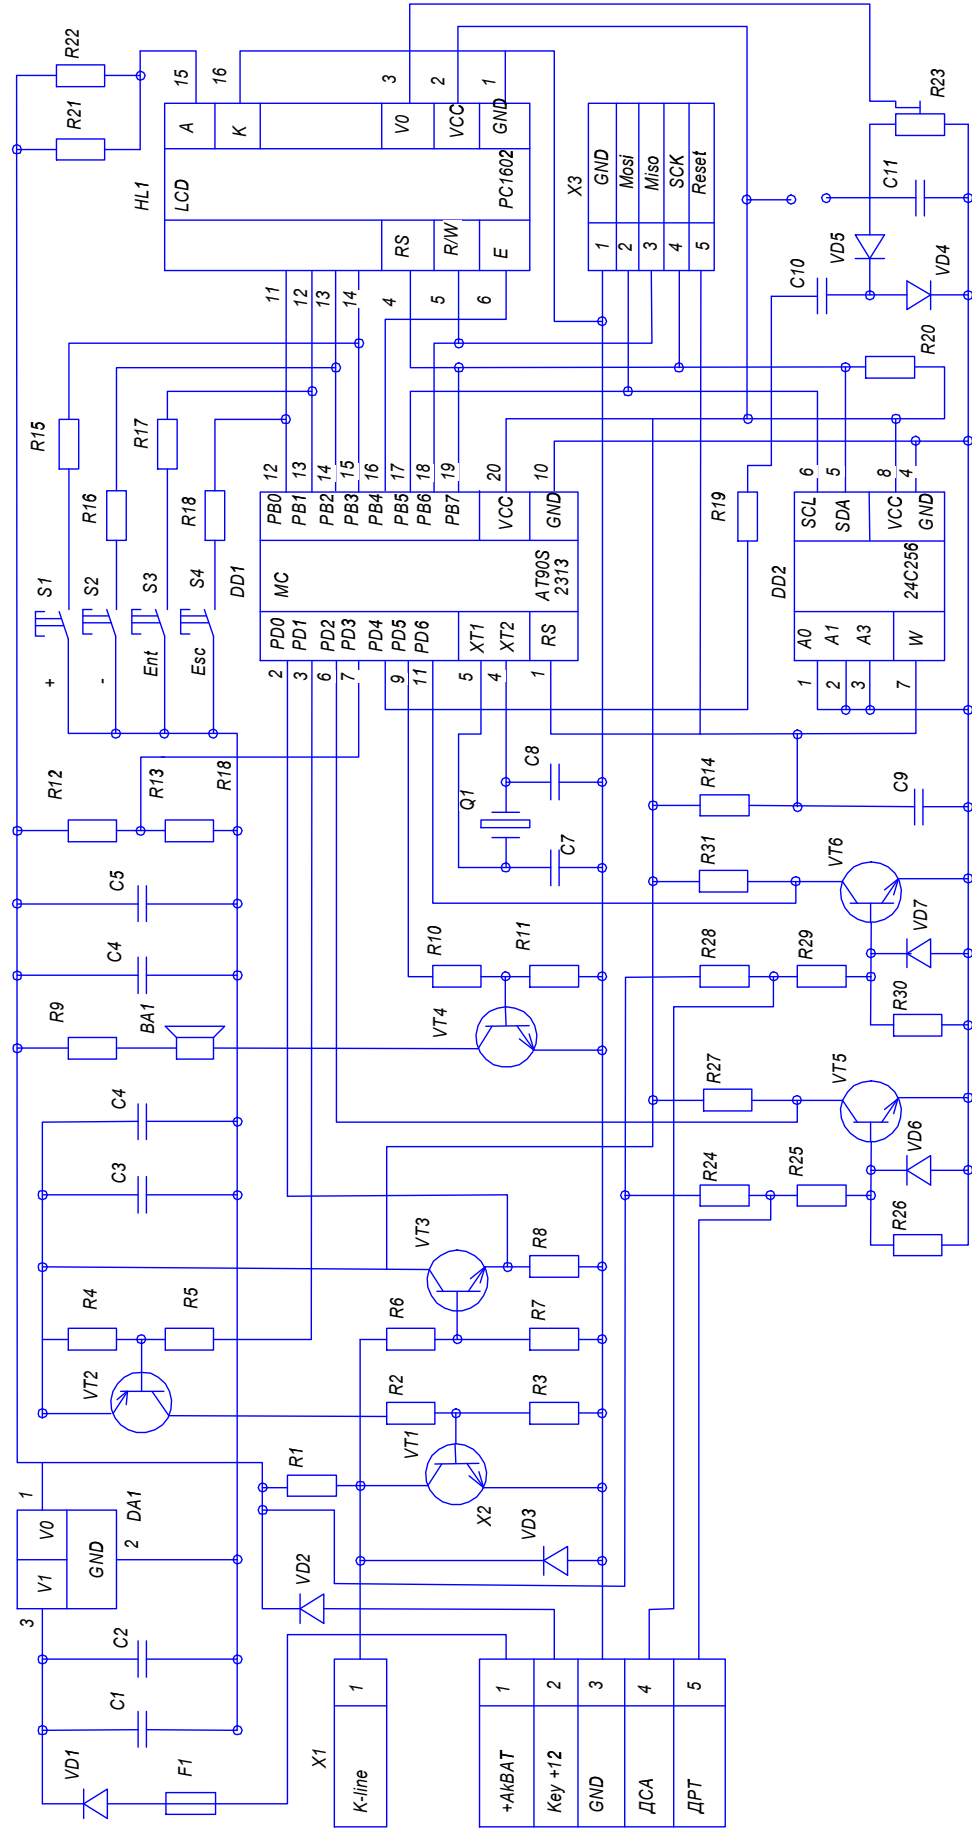 VD1
F1
C1
C2
3
V1
V0
1
GND
2
DA1
VT2
R4
R5
C3
C4
R9
BA1
C4
C5
R12
R13
R18
+
S1
-
S2
Ent
S3
Esc
S4
R15
R16
R17
R18
R21
R22
HL1
LCD
PC1602
A
K
V0
VCC
GND
RS
R/W
E
15
16
3
2
1
11
12
13
14
4
5
6
DD1
MC
AT90S
2313
PD0
PD1
PD2
PD3
PD4
PD5
PD6
XT1
XT2
RS
2
3
6
7
9
11
5
4
1
PB0
PB1
PB2
PB3
PB4
PB5
PB6
PB7
VCC
GND
12
13
14
15
16
17
18
19
20
10
X3
1 GND
2 Mosi
3 Miso
4 SCK
5 Reset
X1
K-line 1
R1
VD2
VD3
X2
VT1
R2
R3
R6
R7
VT3
R8
VT4
R10
R11
Q1
C7
C8
+AkBAT 1
Key +12 2
GND 3
ДСА 4
ДРТ 5
R24
R25
R26
VD6
VT5
R27
R28
R29
R30
VD7
VT6
R31
R14
C9
DD2
24C256
A0
A1
A3
W
1
2
3
7
SCL
SDA
VCC
GND
6
5
8
4
R19
R20
C10
VD5
VD4
C11
R23